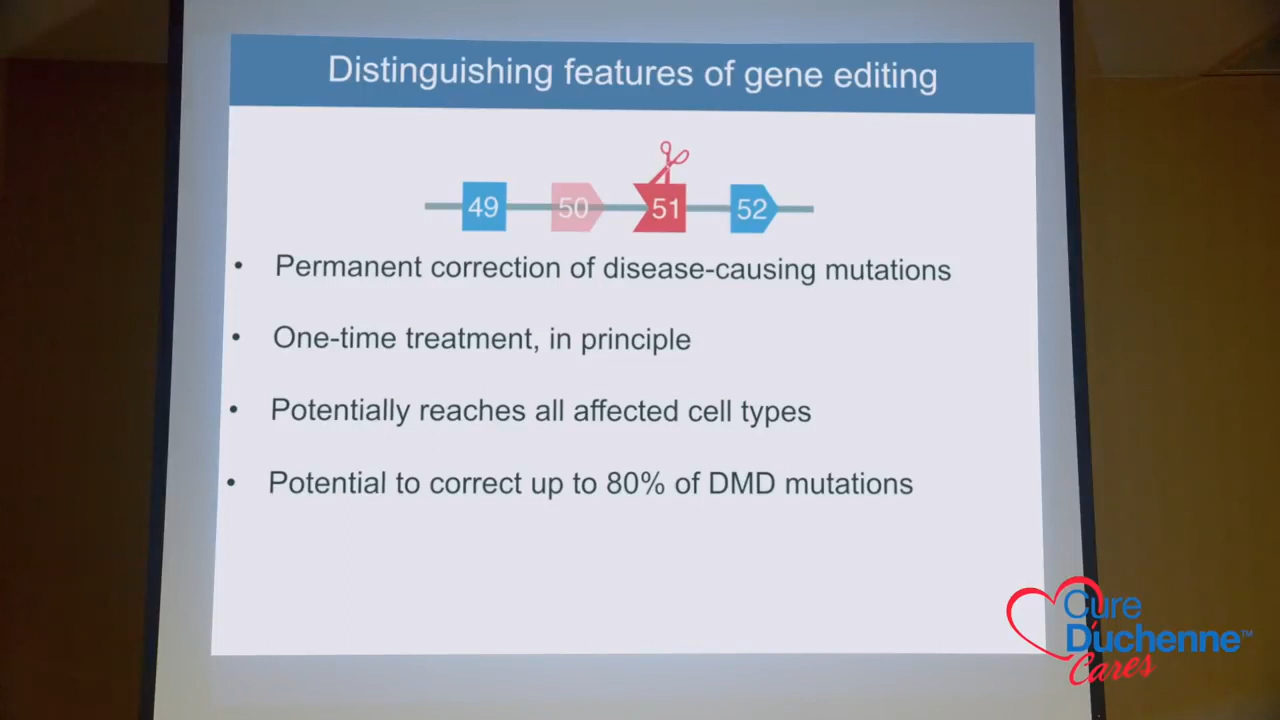 Distinguishing features of gene editing
49 50 51 52
• Permanent correction of disease-causing mutations
• One-time treatment, in principle
• Potentially reaches all affected cell types
• Potential to correct up to 80% of DMD mutations
Cure
Duchenne™
Cares